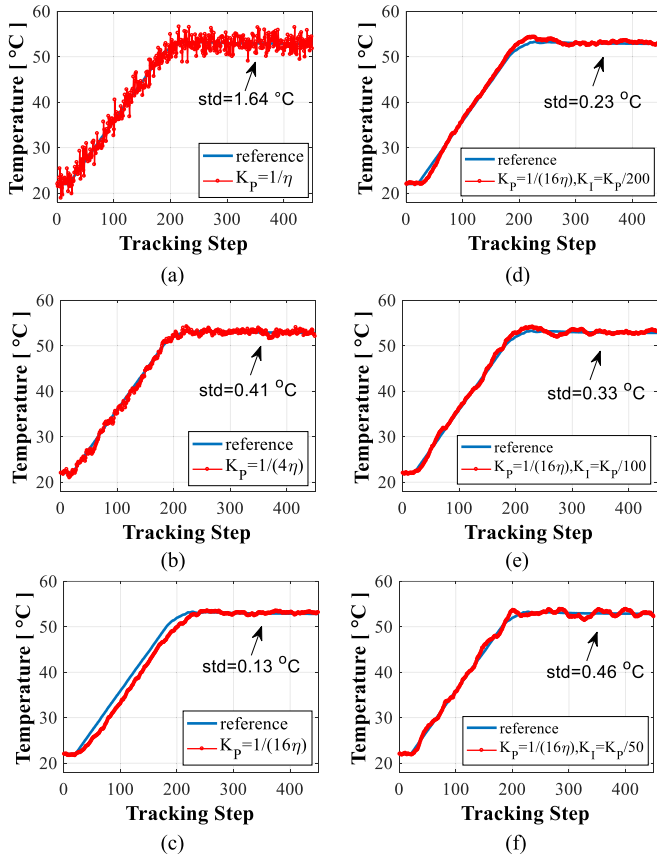 60
50
40
30
20
Temperature [ °C]
std=1.64 °C
reference
K_P=1/η
0 100 200 300 400
Tracking Step
(a)
60
50
40
30
20
Temperature [ °C]
std=0.41 °C
reference
K_P=1/(4η)
0 100 200 300 400
Tracking Step
(b)
60
50
40
30
20
Temperature [ °C]
std=0.13 °C
reference
K_P=1/(16η)
0 100 200 300 400
Tracking Step
(c)
60
50
40
30
20
Temperature [ °C]
std=0.23 °C
reference
K_P=1/(16η),K_I=K_P/200
0 100 200 300 400
Tracking Step
(d)
60
50
40
30
20
Temperature [ °C]
std=0.33 °C
reference
K_P=1/(16η),K_I=K_P/100
0 100 200 300 400
Tracking Step
(e)
60
50
40
30
20
Temperature [ °C]
std=0.46 °C
reference
K_P=1/(16η),K_I=K_P/50
0 100 200 300 400
Tracking Step
(f)